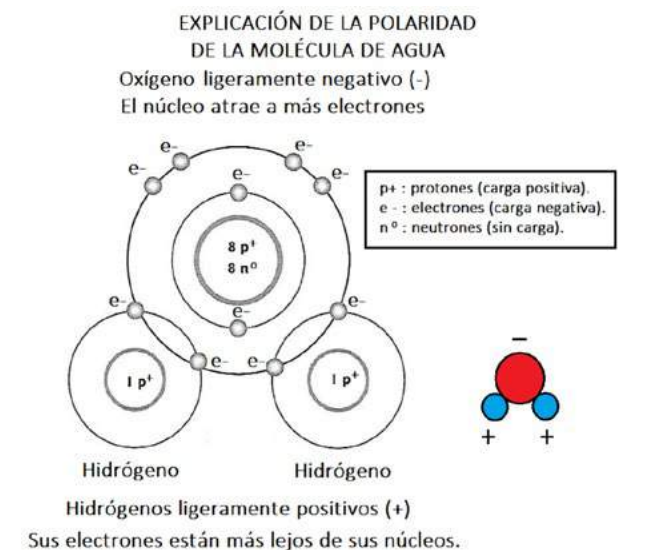 EXPLICACIÓN DE LA POLARIDAD
DE LA MOLÉCULA DE AGUA
Oxígeno ligeramente negativo (-)
El núcleo atrae a más electrones
e- e-
e- e- e-
p+ : protones (carga positiva).
e - : electrones (carga negativa).
nº : neutrones (sin carga).
8 p+
8 nº
e- e- e-
e- e-
1 p+ 1 p+
−
+ +
Hidrógeno Hidrógeno
Hidrógenos ligeramente positivos (+)
Sus electrones están más lejos de sus núcleos.